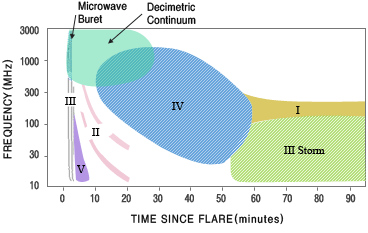 Microwave
Buret
Decimetric
Continuum
FREQUENCY (MHz)
3000
1000
300
100
30
10
III
II
V
IV
I
III Storm
0
10
20
30
40
50
60
70
80
90
TIME SINCE FLARE(minutes)